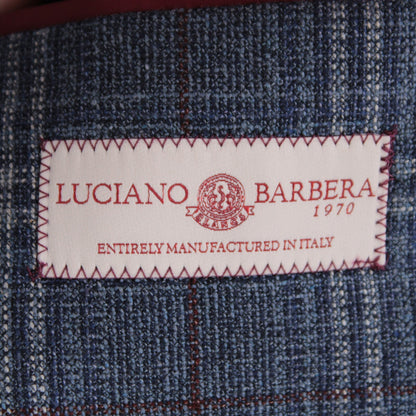 LUCIANO BARBERA
1970
ENTIRELY MANUFACTURED IN ITALY